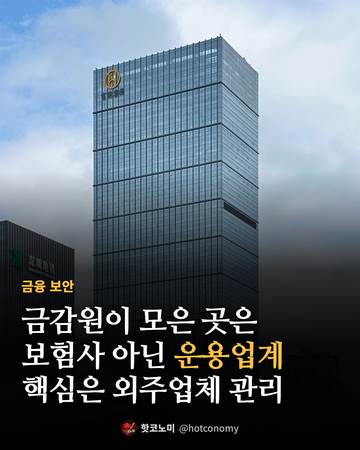 금융 보안
금감원이 모은 곳은
보험사 아닌 운용업계
핵심은 외주업체 관리
핫코노미 @hotconomy